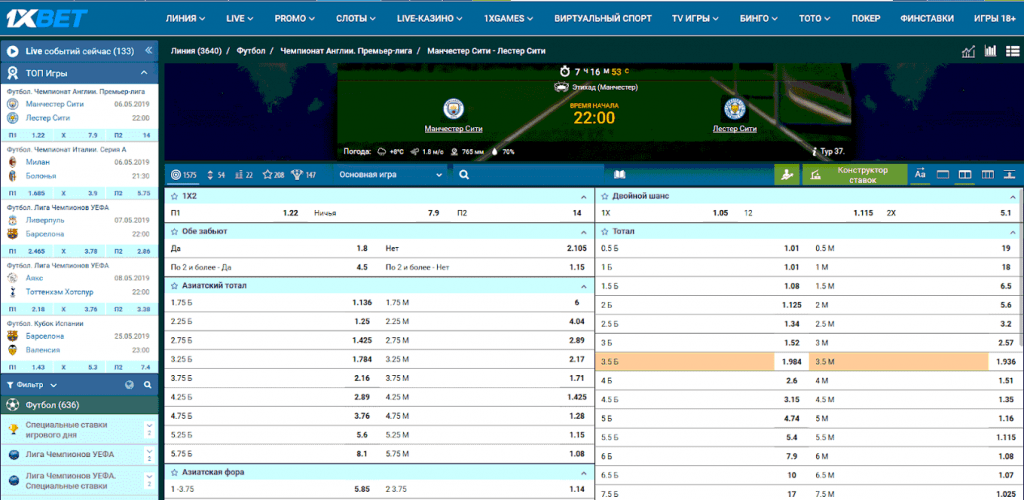 1XBET
ЛИНИЯ LIVE PROMO СЛОТЫ LIVE-КАЗИНО 1XGAMES ВИРТУАЛЬНЫЙ СПОРТ TV ИГРЫ БИНГО ТОТО ПОКЕР ФИНСТАВКИ ИГРЫ 18+
Live событий сейчас (133)
ТОП Игры
Футбол. Чемпионат Англии. Премьер-лига
Манчестер Сити 06.05.2019
Лестер Сити 22:00
П1 1.22 X 7.9 П2 14
Футбол. Чемпионат Италии. Серия А
Милан 06.05.2019
Болонья 21:30
П1 1.685 X 3.9 П2 5.75
Футбол. Лига Чемпионов УЕФА
Ливерпуль 07.05.2019
Барселона 22:00
П1 2.465 X 3.78 П2 2.86
Футбол. Лига Чемпионов УЕФА
Аякс 08.05.2019
Тоттенхэм Хотспур 22:00
П1 2.18 X 3.76 П2 3.38
Футбол. Кубок Испании
Барселона 25.05.2019
Валенсия 23:00
П1 1.43 X 5.3 П2 7.4
Фильтр
Футбол (636)
Специальные ставки
игрового дня
2
Лига Чемпионов УЕФА
2
Лига Чемпионов УЕФА.
Специальные ставки
Линия (3640) / Футбол / Чемпионат Англии. Премьер-лига / Манчестер Сити - Лестер Сити
7 Ч 16 М 53 С
Этихад (Манчестер)
ВРЕМЯ НАЧАЛА
22:00
Манчестер Сити
Лестер Сити
Погода: +8°C 1.8 м/с 765 мм 70%
Тур 37.
1575 54 22 208 147 Основная игра
Конструктор
ставок
Aa
1X2
П1 1.22 Ничья 7.9 П2 14
Обе забьют
Да 1.8 Нет 2.105
По 2 и более - Да 4.5 По 2 и более - Нет 1.15
Азиатский тотал
1.75 Б 1.136 1.75 М 6
2.25 Б 1.25 2.25 М 4.04
2.75 Б 1.425 2.75 М 2.89
3.25 Б 1.784 3.25 М 2.17
3.75 Б 2.16 3.75 М 1.71
4.25 Б 2.89 4.25 М 1.425
4.75 Б 3.76 4.75 М 1.28
5.25 Б 5.6 5.25 М 1.15
5.75 Б 8.1 5.75 М 1.08
Азиатская фора
1 -3.75 5.85 2 3.75 1.14
Двойной шанс
1X 1.05 12 1.115 2X 5.1
Тотал
0.5 Б 1.01 0.5 М 19
1 Б 1.01 1 М 18
1.5 Б 1.08 1.5 М 6.5
2 Б 1.125 2 М 5.6
2.5 Б 1.34 2.5 М 3.2
3 Б 1.52 3 М 2.57
3.5 Б 1.984 3.5 М 1.936
4 Б 2.6 4 М 1.51
4.5 Б 3.15 4.5 М 1.35
5 Б 4.74 5 М 1.16
5.5 Б 5.4 5.5 М 1.115
6 Б 7.9 6 М 1.08
6.5 Б 10 6.5 М 1.07
7.5 Б 17 7.5 М 1.025